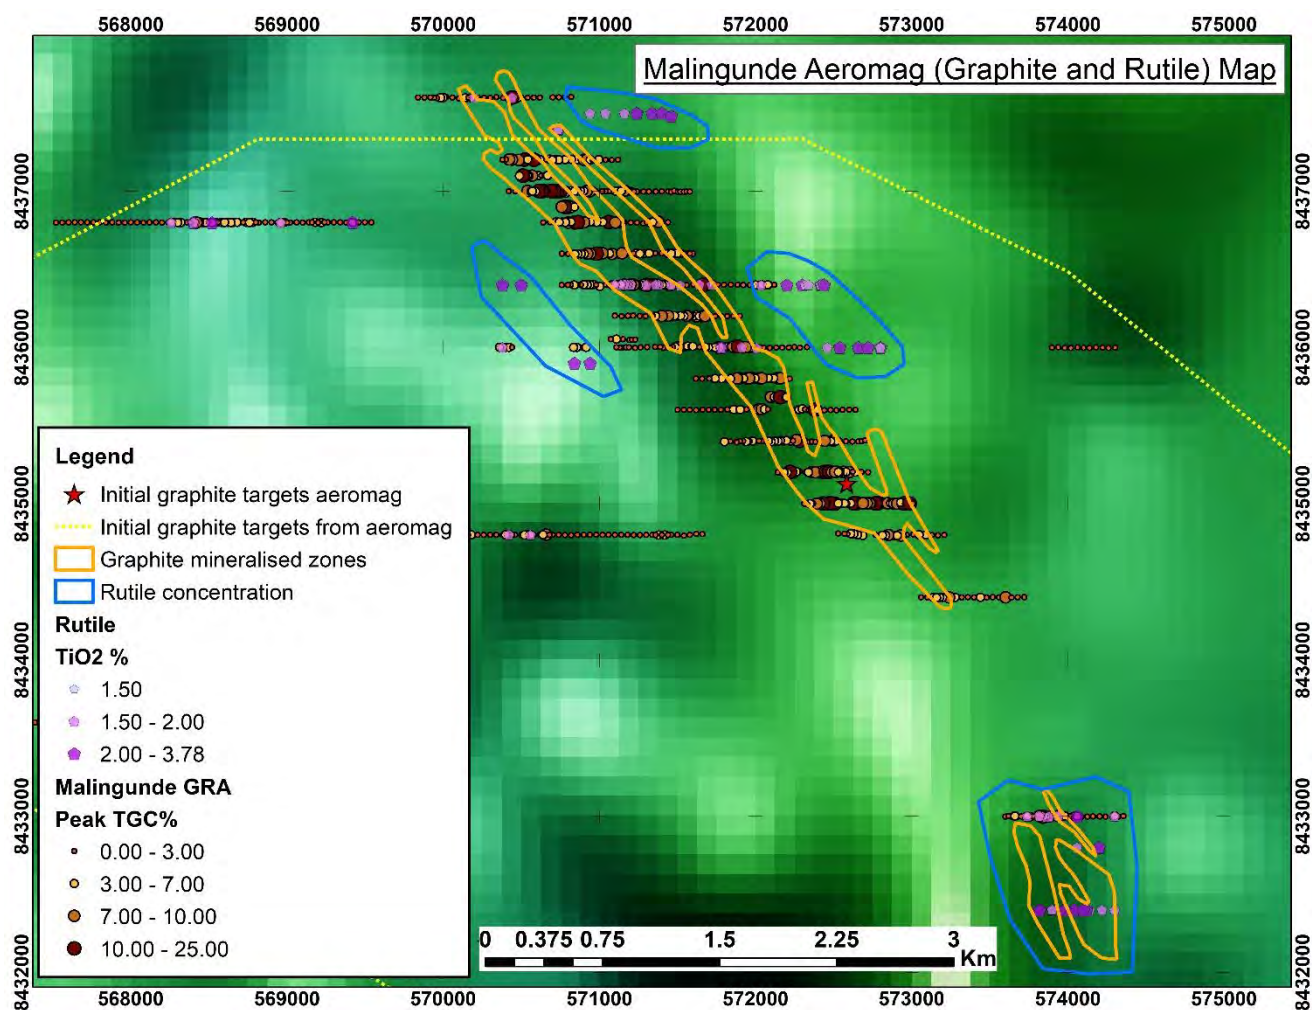 568000 569000 570000 571000 572000 573000 574000 575000
Malingunde Aeromag (Graphite and Rutile) Map
8437000 8437000
8436000 8436000
8435000 8435000
8434000 8434000
8433000 8433000
8432000 8432000
Legend
Initial graphite targets aeromag
Initial graphite targets from aeromag
Graphite mineralised zones
Rutile concentration
Rutile
TiO2 %
1.50
1.50 - 2.00
2.00 - 3.78
Malingunde GRA
Peak TGC%
0.00 - 3.00
3.00 - 7.00
7.00 - 10.00
10.00 - 25.00
0 0.375 0.75 1.5 2.25 3
Km
568000 569000 570000 571000 572000 573000 574000 575000